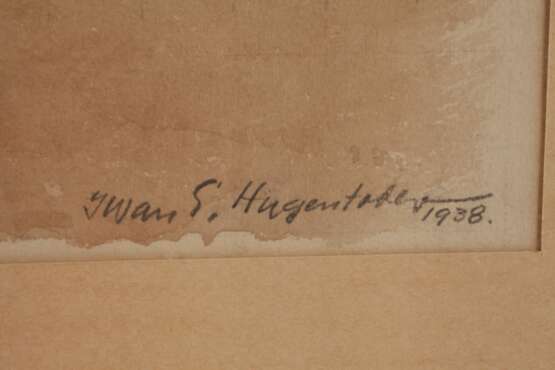 Iwan E. Hugentobler
1938.